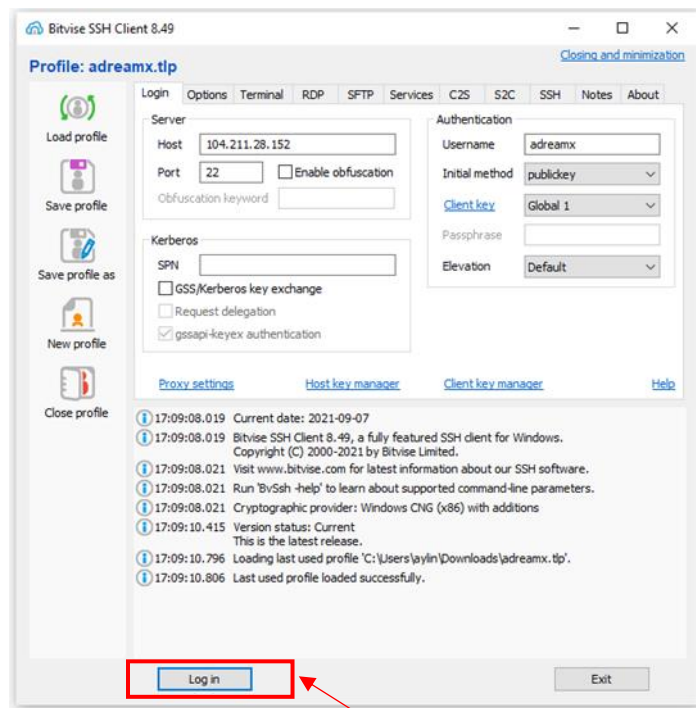 Bitvise SSH Client 8.49
Profile: adreamx.tlp
Closing and minimization
Load profile
Save profile
Save profile as
New profile
Close profile
Login Options Terminal RDP SFTP Services C2S S2C SSH Notes About
Server
Host 104.211.28.152
Port 22 Enable obfuscation
Obfuscation keyword
Kerberos
SPN
GSS/Kerberos key exchange
Request delegation
gssapi-keyex authentication
Authentication
Username adreamx
Initial method publickey
Client key Global 1
Passphrase
Elevation Default
Proxy settings Host key manager Client key manager Help
17:09:08.019 Current date: 2021-09-07
17:09:08.019 Bitvise SSH Client 8.49, a fully featured SSH client for Windows.
Copyright (C) 2000-2021 by Bitvise Limited.
17:09:08.021 Visit www.bitvise.com for latest information about our SSH software.
17:09:08.021 Run 'BvSsh -help' to learn about supported command-line parameters.
17:09:08.021 Cryptographic provider: Windows CNG (x86) with additions
17:09:10.415 Version status: Current
This is the latest release.
17:09:10.796 Loading last used profile 'C:\Users\aylin\Downloads\adreamx.tlp'.
17:09:10.806 Last used profile loaded successfully.
Log in Exit